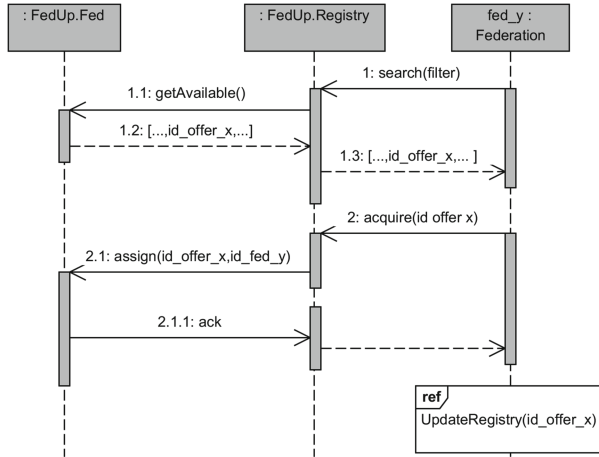 : FedUp.Fed
: FedUp.Registry
fed_y :
Federation
1: search(filter)
1.1: getAvailable()
1.2: [...,id_offer_x,...]
1.3: [...,id_offer_x,... ]
2: acquire(id offer x)
2.1: assign(id_offer_x,id_fed_y)
2.1.1: ack
ref
UpdateRegistry(id_offer_x)